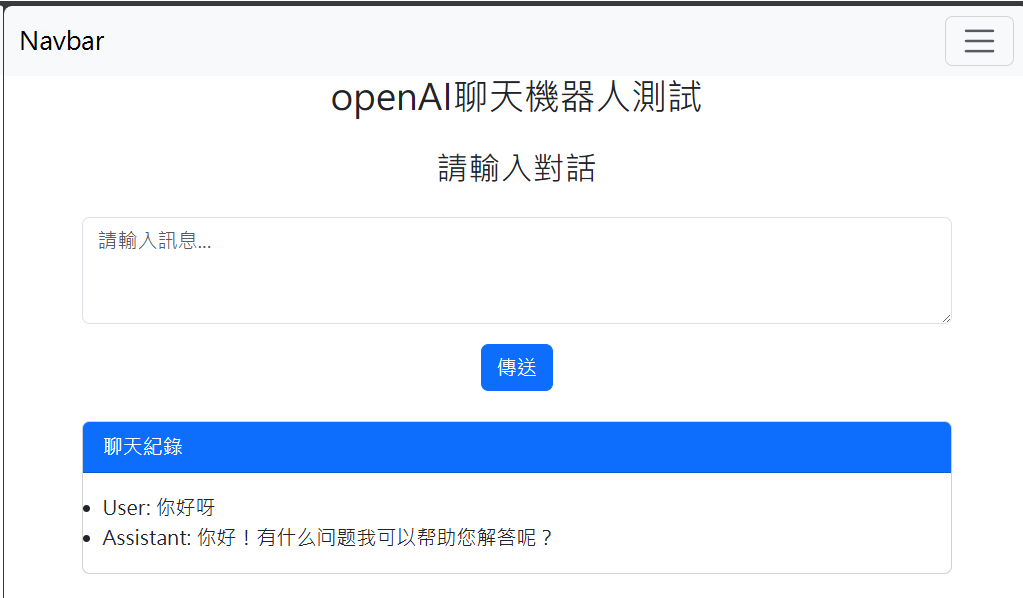 Navbar
openAI聊天機器人測試
請輸入對話
請輸入訊息...
傳送
聊天紀錄
User: 你好呀
Assistant: 你好！有什么问题我可以帮助您解答呢？